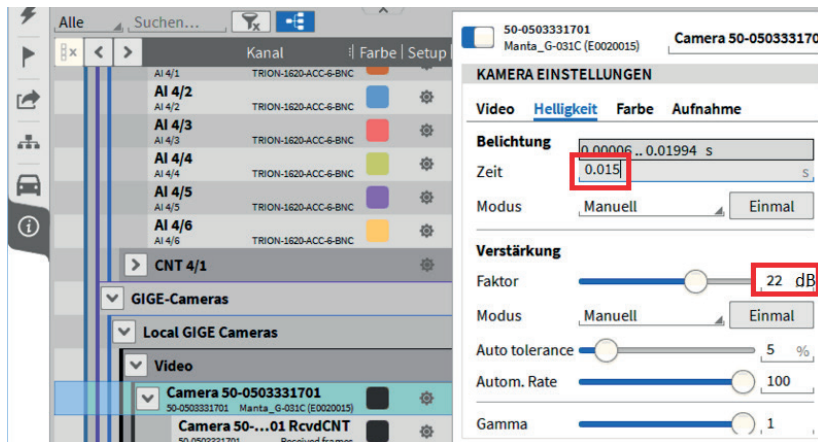 Alle
Suchen...
Kanal
Farbe
Setup
AI 4/1
TRION-1620-ACC-6-BNC
AI 4/2
AI 4/2
TRION-1620-ACC-6-BNC
AI 4/3
AI 4/3
TRION-1620-ACC-6-BNC
AI 4/4
AI 4/4
TRION-1620-ACC-6-BNC
AI 4/5
AI 4/5
TRION-1620-ACC-6-BNC
AI 4/6
AI 4/6
TRION-1620-ACC-6-BNC
CNT 4/1
GIGE-Cameras
Local GIGE Cameras
Video
Camera 50-0503331701
50-0503331701 Manta_G-031C (E0020015)
Camera 50-...01 RcvdCNT
50-0503331701 Received frames
50-0503331701
Manta_G-031C (E0020015)
Camera 50-050333170
KAMERA EINSTELLUNGEN
Video Helligkeit Farbe Aufnahme
Belichtung
0.00006 .. 0.01994 s
Zeit 0.015 s
Modus Manuell Einmal
Verstärkung
Faktor 22 dB
Modus Manuell Einmal
Auto tolerance 5 %
Autom. Rate 100
Gamma 1